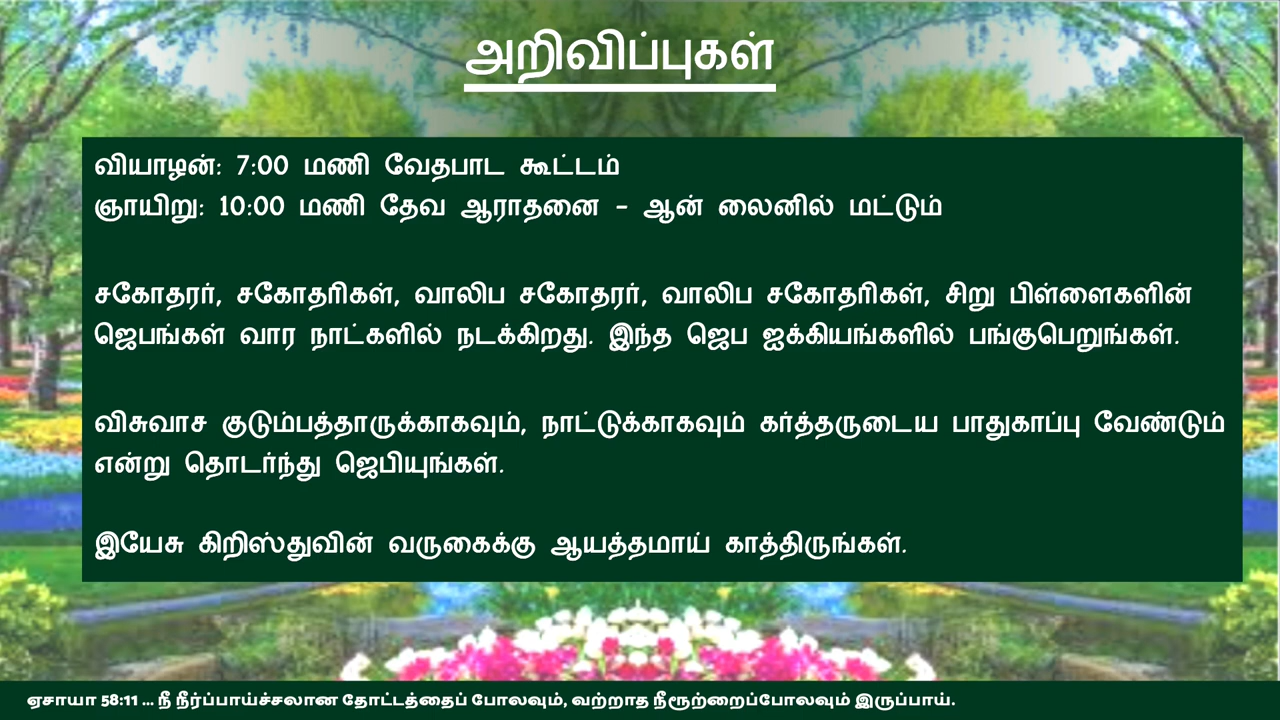 அறிவிப்புகள்
வியாழன்: 7:00 மணி வேதபாட கூட்டம்
ஞாயிறு: 10:00 மணி தேவ ஆராதனை - ஆன் லைனில் மட்டும்
சகோதரர், சகோதரிகள், வாலிப சகோதரர், வாலிப சகோதரிகள், சிறு பிள்ளைகளின்
ஜெபங்கள் வார நாட்களில் நடக்கிறது. இந்த ஜெப ஐக்கியங்களில் பங்குபெறுங்கள்.
விசுவாச குடும்பத்தாருக்காகவும், நாட்டுக்காகவும் கர்த்தருடைய பாதுகாப்பு வேண்டும்
என்று தொடர்ந்து ஜெபியுங்கள்.
இயேசு கிறிஸ்துவின் வருகைக்கு ஆயத்தமாய் காத்திருங்கள்.
ஏசாயா 58:11 ... நீ நீர்ப்பாய்ச்சலான தோட்டத்தைப் போலவும், வற்றாத நீரூற்றைப்போலவும் இருப்பாய்.